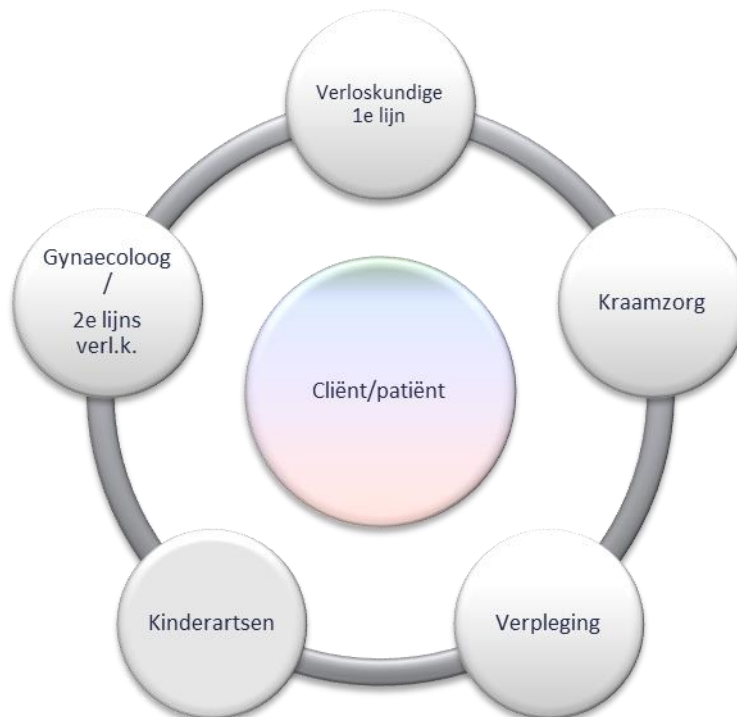 Verloskundige
1e lijn
Gynaecoloog
/
2e lijns
verl.k.
Kraamzorg
Cliënt/patiënt
Kinderartsen
Verpleging